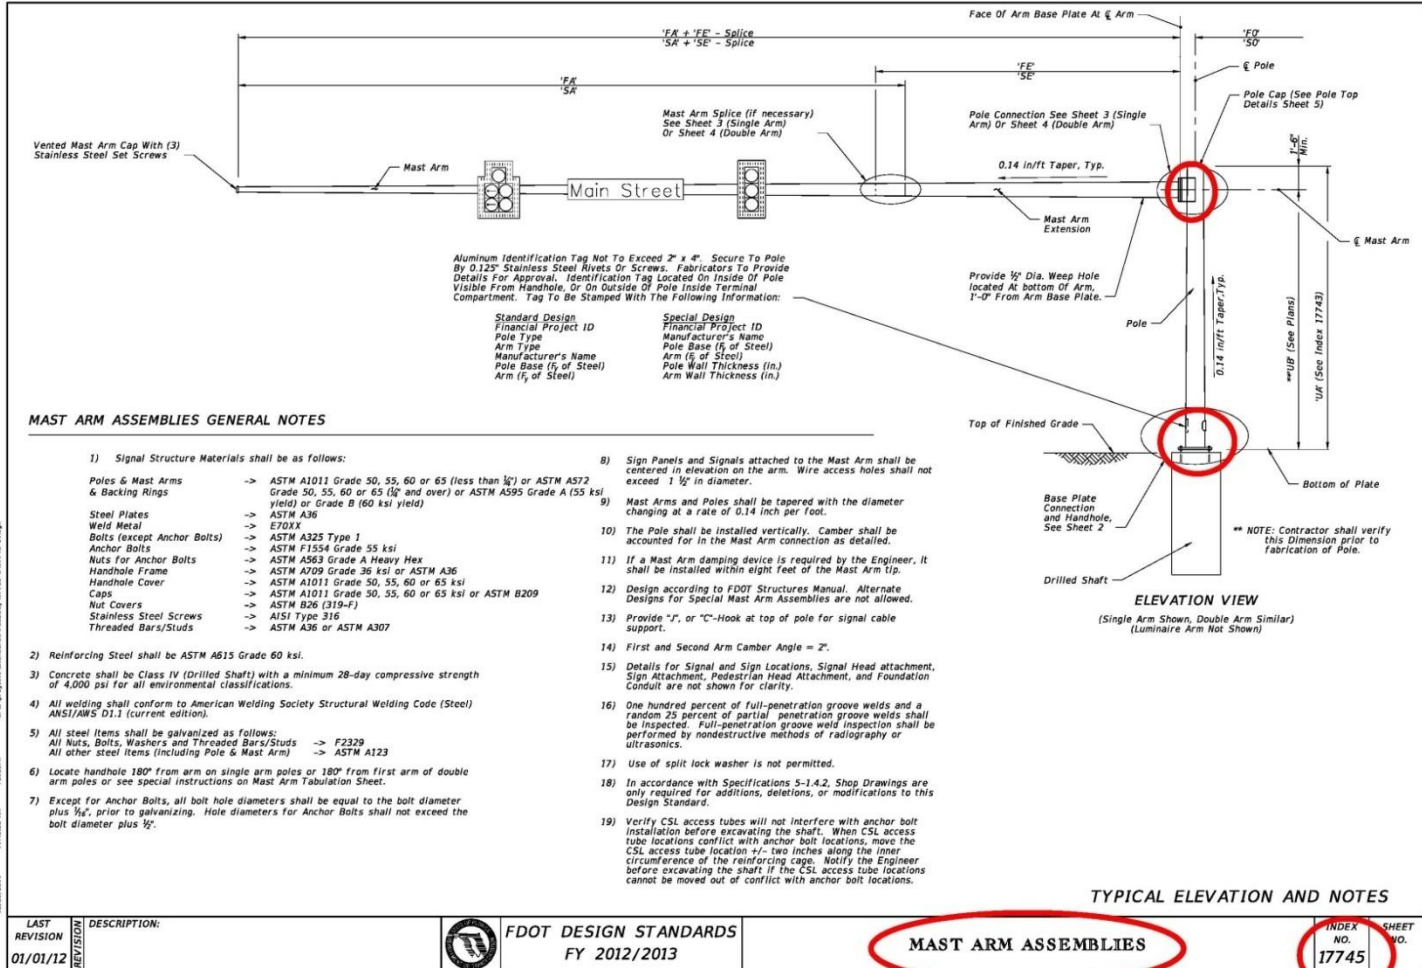 Face Of Arm Base Plate At ℄ Arm
'FA' + 'FE' - Splice
'SA' + 'SE' - Splice
'FO'
'SO'
'FE'
'SE'
℄ Pole
'FA'
'SA'
Pole Cap (See Pole Top
Details Sheet 5)
Mast Arm Splice (if necessary)
See Sheet 3 (Single Arm)
Or Sheet 4 (Double Arm)
Pole Connection See Sheet 3 (Single
Arm) Or Sheet 4 (Double Arm)
1'-6"
Min.
Vented Mast Arm Cap With (3)
Stainless Steel Set Screws
Mast Arm
0.14 in/ft Taper, Typ.
Main Street
Mast Arm
Extension
℄ Mast Arm
Aluminum Identification Tag Not To Exceed 2" x 4". Secure To Pole
By 0.125" Stainless Steel Rivets Or Screws. Fabricators To Provide
Details For Approval. Identification Tag Located On Inside Of Pole
Visible From Handhole, Or On Outside Of Pole Inside Terminal
Compartment. Tag To Be Stamped With The Following Information:
Provide ½" Dia. Weep Hole
located At bottom Of Arm,
1'-0" From Arm Base Plate.
Standard Design
Financial Project ID
Pole Type
Arm Type
Manufacturer's Name
Pole Base (Fy of Steel)
Arm (Fy of Steel)
Special Design
Financial Project ID
Manufacturer's Name
Pole Base (Fy of Steel)
Arm (Fy of Steel)
Pole Wall Thickness (in.)
Arm Wall Thickness (in.)
Pole
0.14 in/ft Taper, Typ.
**'UB' (See Plans)
'UA' (See Index 17743)
MAST ARM ASSEMBLIES GENERAL NOTES
1) Signal Structure Materials shall be as follows:
Poles & Mast Arms -> ASTM A1011 Grade 50, 55, 60 or 65 (less than ¼") or ASTM A572
& Backing Rings Grade 50, 55, 60 or 65 (¼" and over) or ASTM A595 Grade A (55 ksi
yield) or Grade B (60 ksi yield)
Steel Plates -> ASTM A36
Weld Metal -> E70XX
Bolts (except Anchor Bolts) -> ASTM A325 Type 1
Anchor Bolts -> ASTM F1554 Grade 55 ksi
Nuts for Anchor Bolts -> ASTM A563 Grade A Heavy Hex
Handhole Frame -> ASTM A709 Grade 36 ksi or ASTM A36
Handhole Cover -> ASTM A1011 Grade 50, 55, 60 or 65 ksi
Caps -> ASTM A1011 Grade 50, 55, 60 or 65 ksi or ASTM B209
Nut Covers -> ASTM B26 (319-F)
Stainless Steel Screws -> AISI Type 316
Threaded Bars/Studs -> ASTM A36 or ASTM A307
2) Reinforcing Steel shall be ASTM A615 Grade 60 ksi.
3) Concrete shall be Class IV (Drilled Shaft) with a minimum 28-day compressive strength
of 4,000 psi for all environmental classifications.
4) All welding shall conform to American Welding Society Structural Welding Code (Steel)
ANSI/AWS D1.1 (current edition).
5) All steel items shall be galvanized as follows:
All Nuts, Bolts, Washers and Threaded Bars/Studs -> F2329
All other steel items (including Pole & Mast Arm) -> ASTM A123
6) Locate handhole 180° from arm on single arm poles or 180° from first arm of double
arm poles or see special instructions on Mast Arm Tabulation Sheet.
7) Except for Anchor Bolts, all bolt hole diameters shall be equal to the bolt diameter
plus 1/16", prior to galvanizing. Hole diameters for Anchor Bolts shall not exceed the
bolt diameter plus ½".
8) Sign Panels and Signals attached to the Mast Arm shall be
centered in elevation on the arm. Wire access holes shall not
exceed 1 ½" in diameter.
9) Mast Arms and Poles shall be tapered with the diameter
changing at a rate of 0.14 inch per foot.
10) The Pole shall be installed vertically. Camber shall be
accounted for in the Mast Arm connection as detailed.
11) If a Mast Arm damping device is required by the Engineer, it
shall be installed within eight feet of the Mast Arm tip.
12) Design according to FDOT Structures Manual. Alternate
Designs for Special Mast Arm Assemblies are not allowed.
13) Provide "J", or "C"-Hook at top of pole for signal cable
support.
14) First and Second Arm Camber Angle = 2°.
15) Details for Signal and Sign Locations, Signal Head attachment,
Sign Attachment, Pedestrian Head Attachment, and Foundation
Conduit are not shown for clarity.
16) One hundred percent of full-penetration groove welds and a
random 25 percent of partial penetration groove welds shall
be inspected. Full-penetration groove weld inspection shall be
performed by nondestructive methods of radiography or
ultrasonics.
17) Use of split lock washer is not permitted.
18) In accordance with Specifications 5-1.4.2, Shop Drawings are
only required for additions, deletions, or modifications to this
Design Standard.
19) Verify CSL access tubes will not interfere with anchor bolt
installation before excavating the shaft. When CSL access
tube locations conflict with anchor bolt locations, move the
CSL access tube location +/- two inches along the inner
circumference of the reinforcing cage. Notify the Engineer
before excavating the shaft if the CSL access tube locations
cannot be moved out of conflict with anchor bolt locations.
Top of Finished Grade
Bottom of Plate
Base Plate
Connection
and Handhole,
See Sheet 2
** NOTE: Contractor shall verify
this Dimension prior to
fabrication of Pole.
Drilled Shaft
ELEVATION VIEW
(Single Arm Shown, Double Arm Similar)
(Luminaire Arm Not Shown)
TYPICAL ELEVATION AND NOTES
LAST
REVISION
01/01/12
REVISION
DESCRIPTION:
FDOT DESIGN STANDARDS
FY 2012/2013
MAST ARM ASSEMBLIES
INDEX
NO.
17745
SHEET
NO.